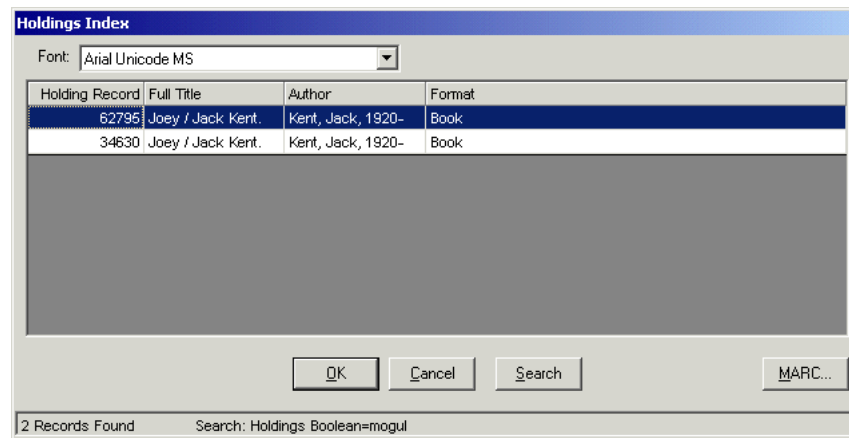 Holdings Index
Font: Arial Unicode MS
Holding Record Full Title Author Format
62795 Joey / Jack Kent. Kent, Jack, 1920- Book
34630 Joey / Jack Kent. Kent, Jack, 1920- Book
OK Cancel Search MARC...
2 Records Found Search: Holdings Boolean=mogul